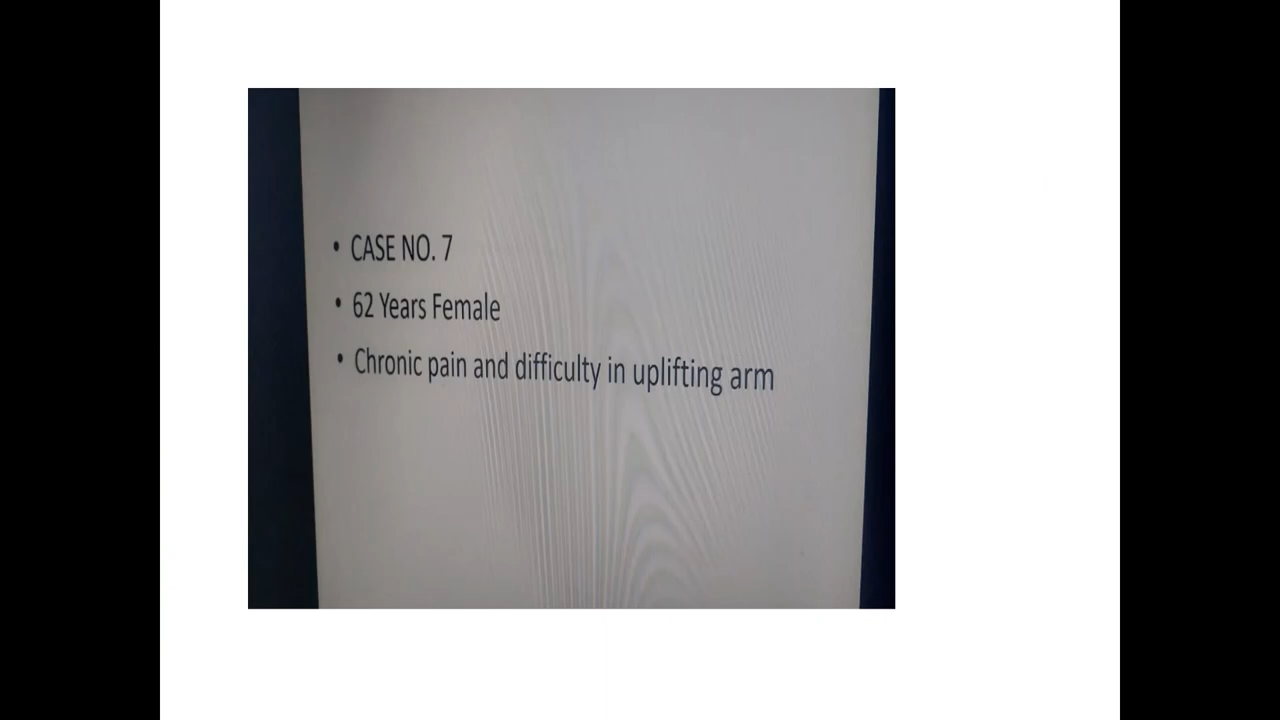 • CASE NO. 7
• 62 Years Female
• Chronic pain and difficulty in uplifting arm